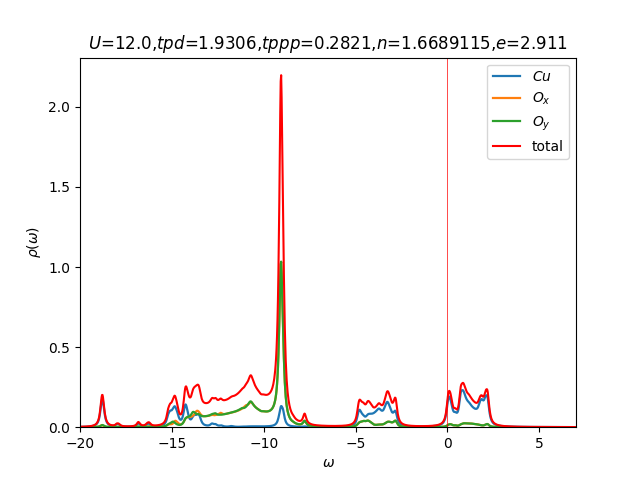 U=12.0,tpd=1.9306,tppp=0.2821,n=1.6689115,e=2.911
ρ(ω)
2.0
1.5
1.0
0.5
0.0
Cu
Ox
Oy
total
−20
−15
−10
−5
0
5
ω